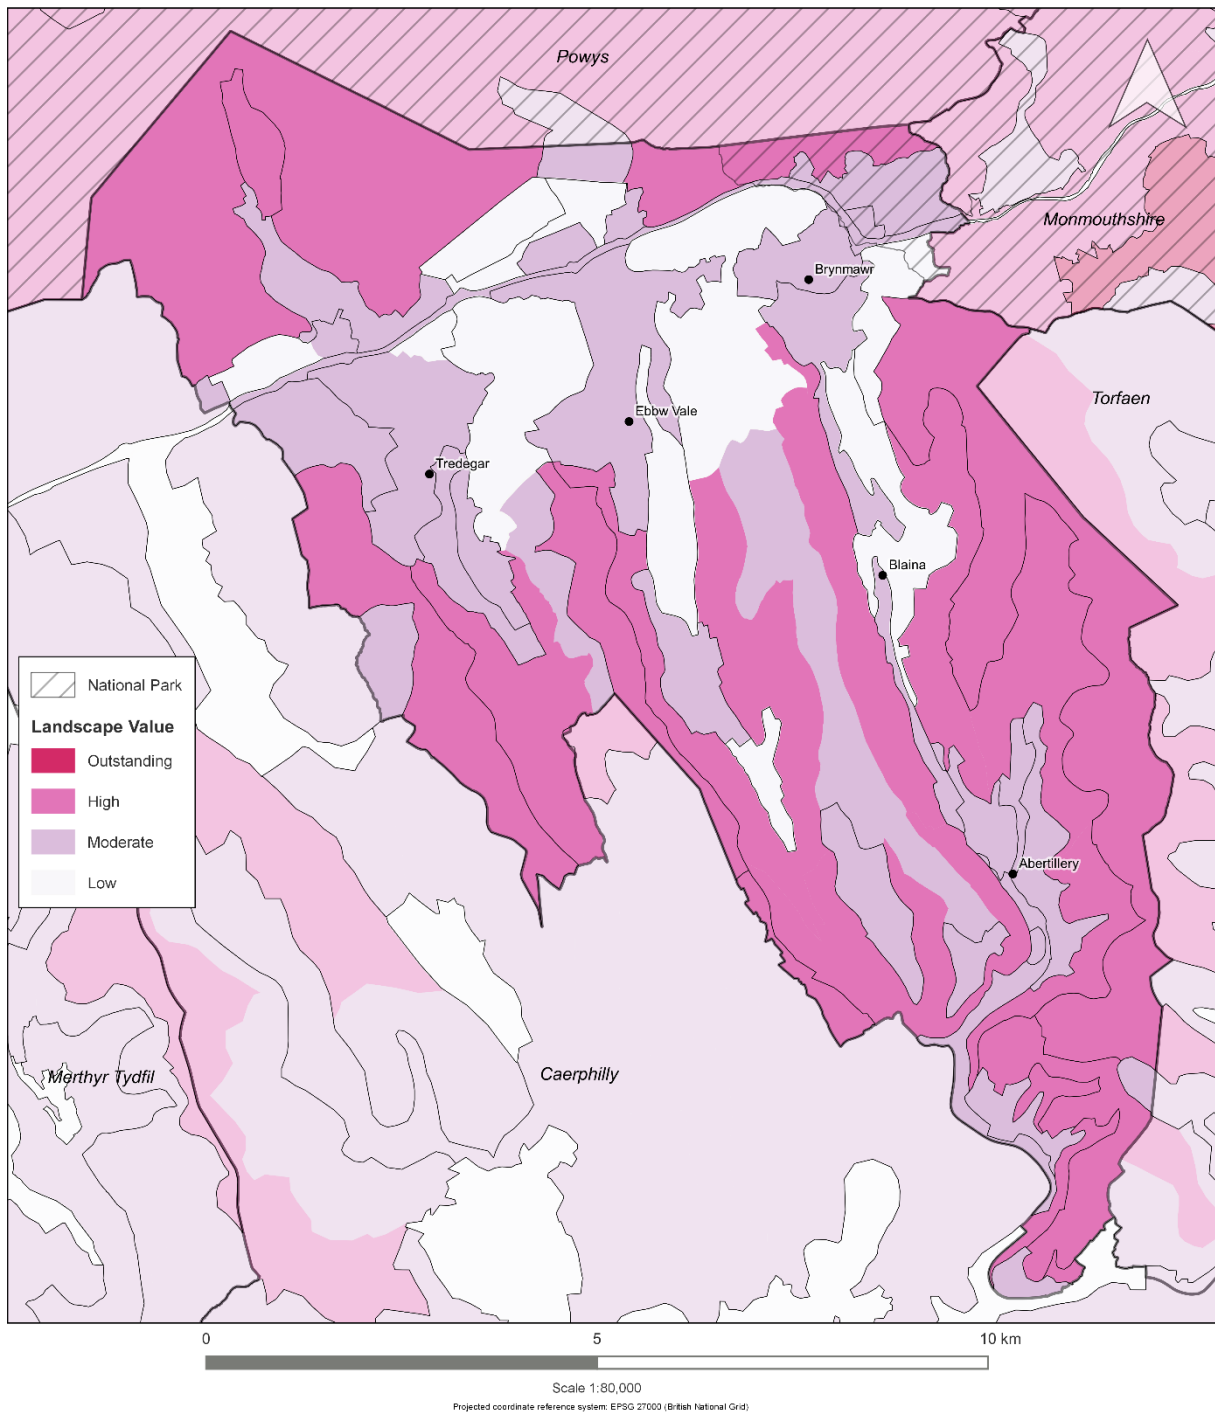 Powys
Monmouthshire
Brynmawr
Torfaen
Ebbw Vale
Tredegar
Blaina
National Park
Landscape Value
Outstanding
High
Moderate
Low
Abertillery
Merthyr Tydfil
Caerphilly
0 5 10 km
Scale 1:80,000
Projected coordinate reference system: EPSG 27000 (British National Grid)